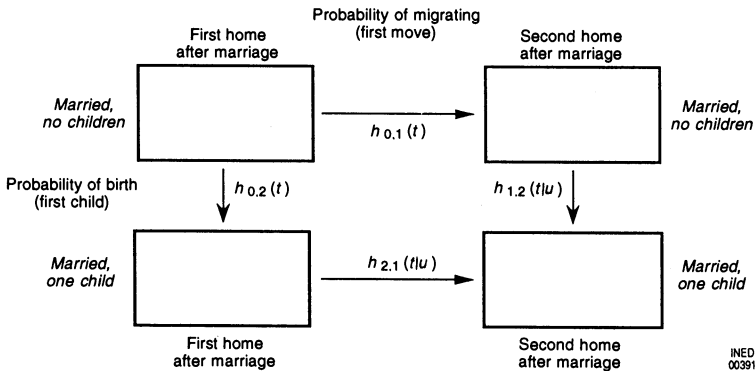 Probability of migrating
(first move)
First home
after marriage
Second home
after marriage
Married,
no children
h 0.1 (t)
Married,
no children
Probability of birth
(first child)
h 0.2 (t)
h 1.2 (t|u)
Married,
one child
h 2.1 (t|u)
Married,
one child
First home
after marriage
Second home
after marriage
INED
00391